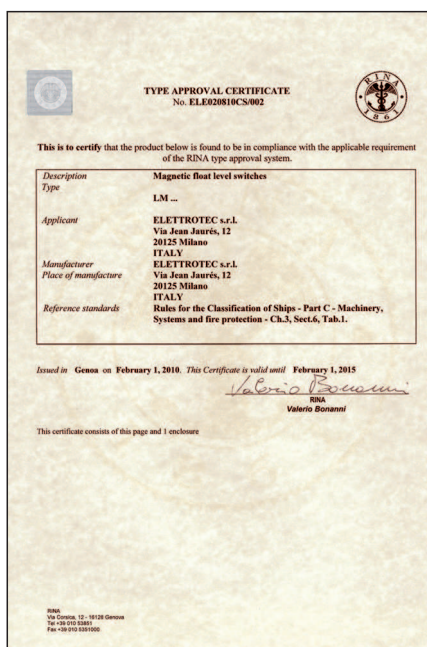 RINA
1861
TYPE APPROVAL CERTIFICATE
No. ELE020810CS/002
This is to certify that the product below is found to be in compliance with the applicable requirement
of the RINA type approval system.
Description Magnetic float level switches
Type
LM ...
Applicant ELETTROTEC s.r.l.
Via Jean Jaurés, 12
20125 Milano
ITALY
Manufacturer ELETTROTEC s.r.l.
Place of manufacture Via Jean Jaurés, 12
20125 Milano
ITALY
Reference standards Rules for the Classification of Ships - Part C - Machinery,
Systems and fire protection - Ch.3, Sect.6, Tab.1.
Issued in Genoa on February 1, 2010. This Certificate is valid until February 1, 2015
Valerio Bonanni
RINA
Valerio Bonanni
This certificate consists of this page and 1 enclosure
RINA
Via Corsica, 12 - 16128 Genova
Tel +39 010 53851
Fax +39 010 5351000